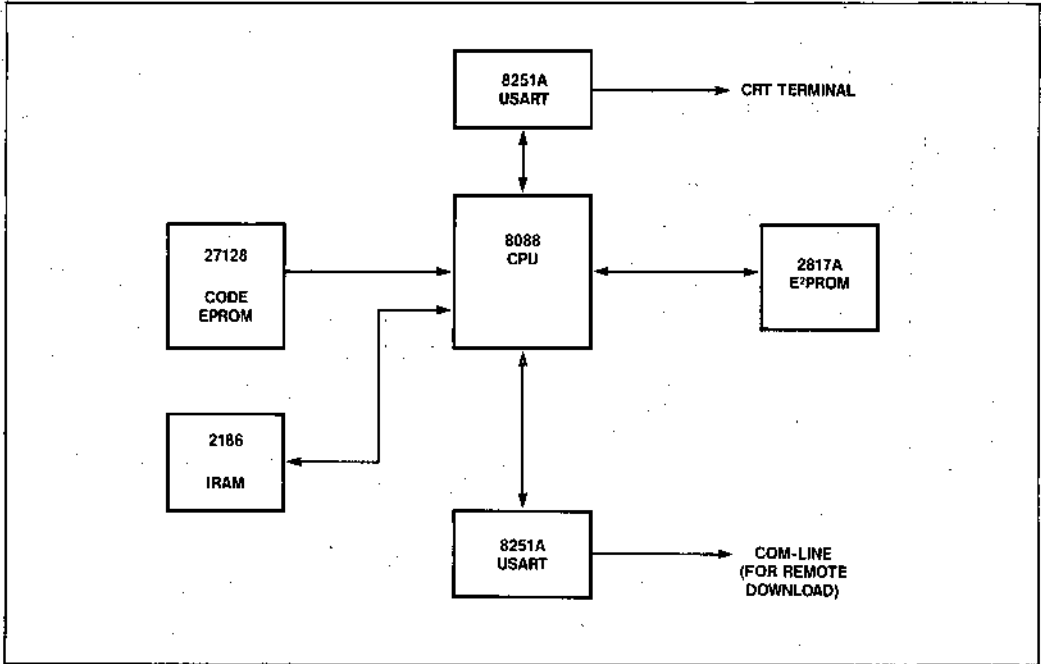 8251A
USART
CRT TERMINAL
8088
CPU
27128
CODE
EPROM
2817A
E²PROM
2186
IRAM
8251A
USART
COM-LINE
(FOR REMOTE
DOWNLOAD)